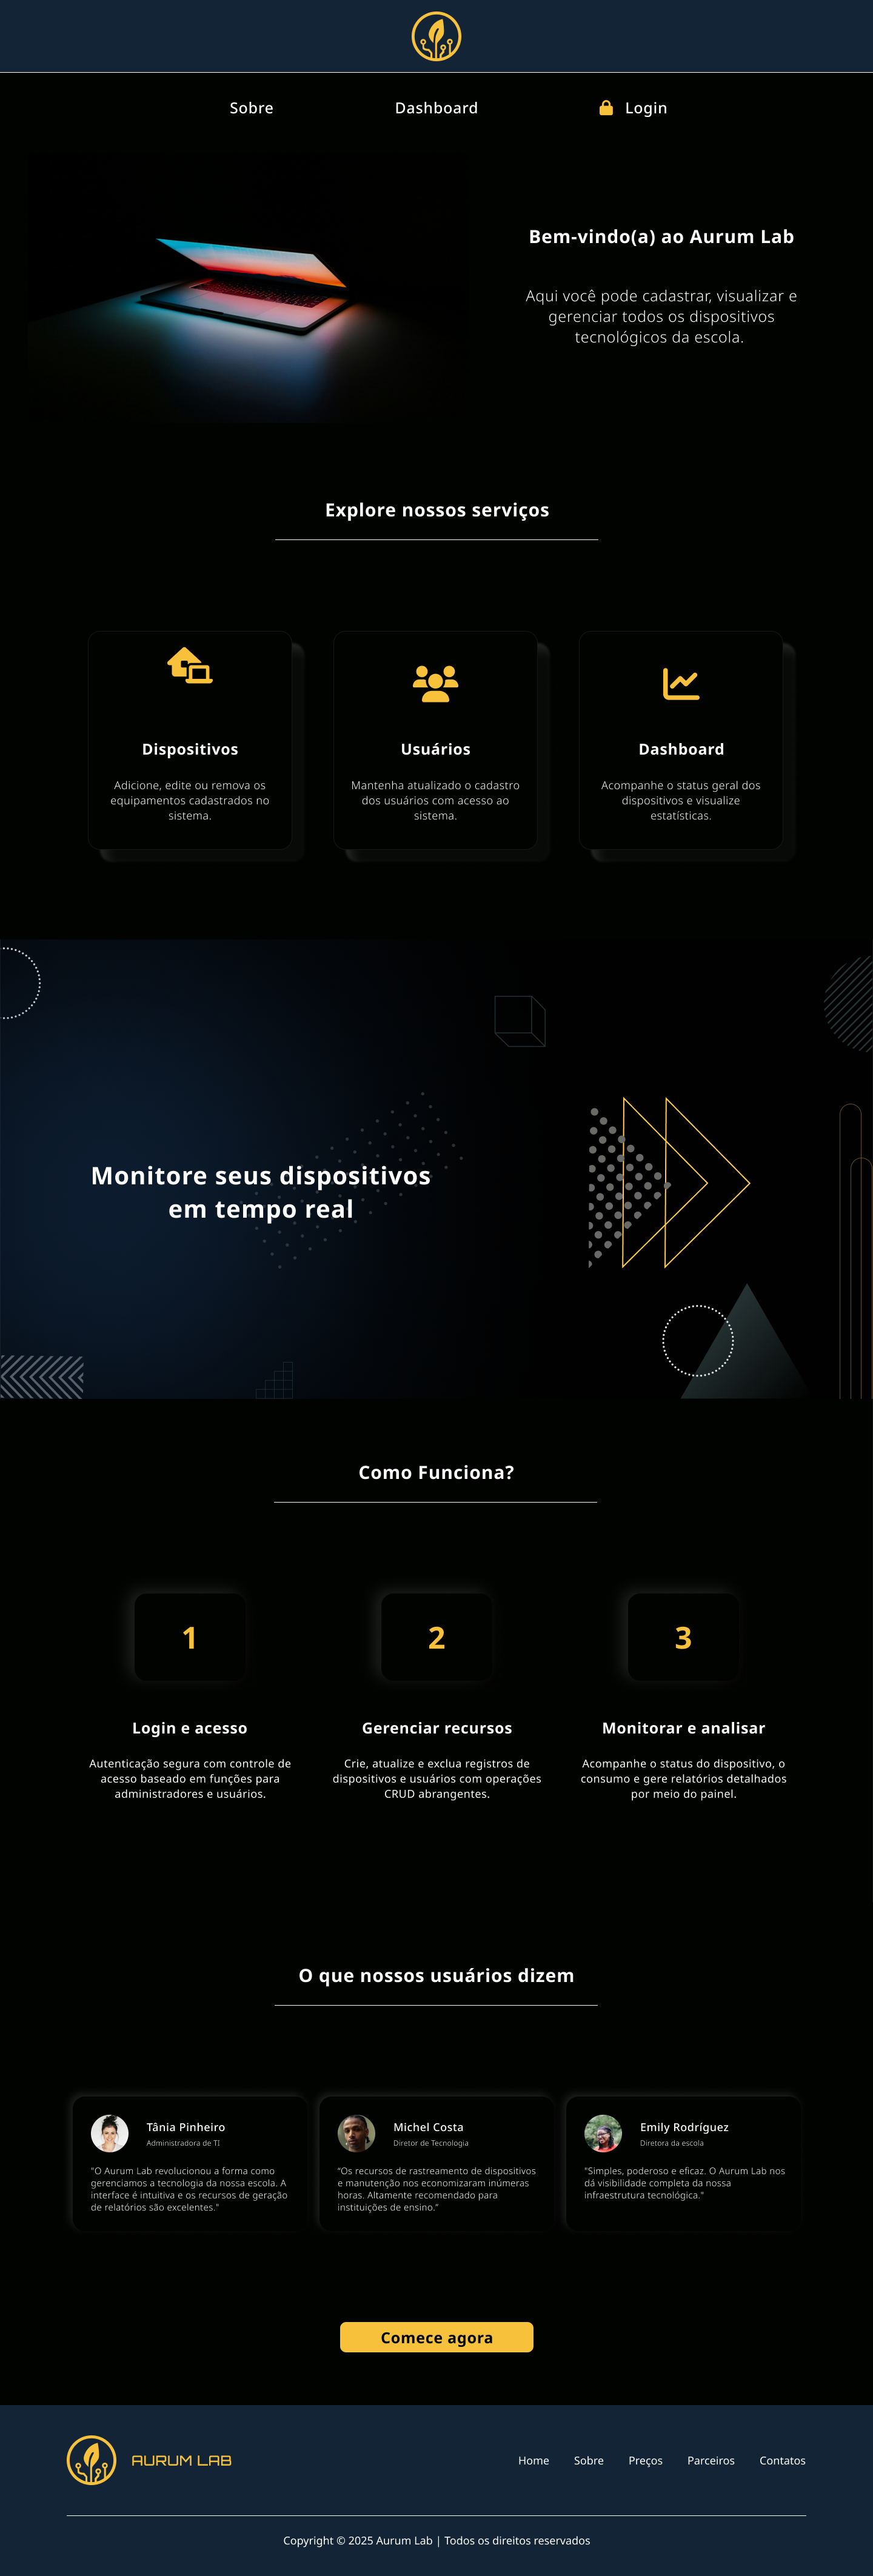 Sobre
Dashboard
Login
Bem-vindo(a) ao Aurum Lab
Aqui você pode cadastrar, visualizar e
gerenciar todos os dispositivos
tecnológicos da escola.
Explore nossos serviços
Dispositivos
Adicione, edite ou remova os
equipamentos cadastrados no
sistema.
Usuários
Mantenha atualizado o cadastro
dos usuários com acesso ao
sistema.
Dashboard
Acompanhe o status geral dos
dispositivos e visualize
estatísticas.
Monitore seus dispositivos
em tempo real
Como Funciona?
1
Login e acesso
Autenticação segura com controle de
acesso baseado em funções para
administradores e usuários.
2
Gerenciar recursos
Crie, atualize e exclua registros de
dispositivos e usuários com operações
CRUD abrangentes.
3
Monitorar e analisar
Acompanhe o status do dispositivo, o
consumo e gere relatórios detalhados
por meio do painel.
O que nossos usuários dizem
Tânia Pinheiro
Administradora de TI
"O Aurum Lab revolucionou a forma como
gerenciamos a tecnologia da nossa escola. A
interface é intuitiva e os recursos de geração
de relatórios são excelentes."
Michel Costa
Diretor de Tecnologia
"Os recursos de rastreamento de dispositivos
e manutenção nos economizaram inúmeras
horas. Altamente recomendado para
instituições de ensino."
Emily Rodríguez
Diretora da escola
"Simples, poderoso e eficaz. O Aurum Lab nos
dá visibilidade completa da nossa
infraestrutura tecnológica."
Comece agora
AURUM LAB
Home
Sobre
Preços
Parceiros
Contatos
Copyright © 2025 Aurum Lab | Todos os direitos reservados